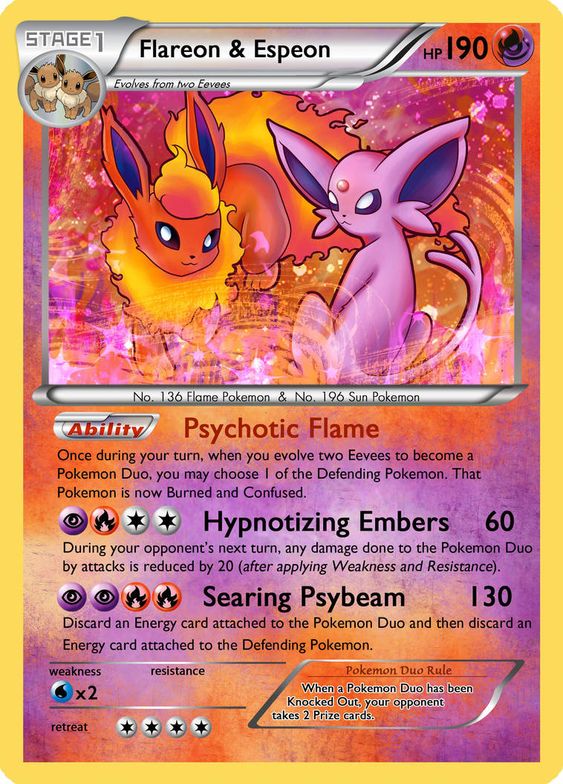 STAGE1
Flareon & Espeon
HP190
Evolves from two Eevees
No. 136 Flame Pokemon & No. 196 Sun Pokemon
Ability Psychotic Flame
Once during your turn, when you evolve two Eevees to become a
Pokemon Duo, you may choose 1 of the Defending Pokemon. That
Pokemon is now Burned and Confused.
Hypnotizing Embers 60
During your opponent's next turn, any damage done to the Pokemon Duo
by attacks is reduced by 20 (after applying Weakness and Resistance).
Searing Psybeam 130
Discard an Energy card attached to the Pokemon Duo and then discard an
Energy card attached to the Defending Pokemon.
weakness resistance
x2
retreat
Pokemon Duo Rule
When a Pokemon Duo has been
Knocked Out, your opponent
takes 2 Prize cards.